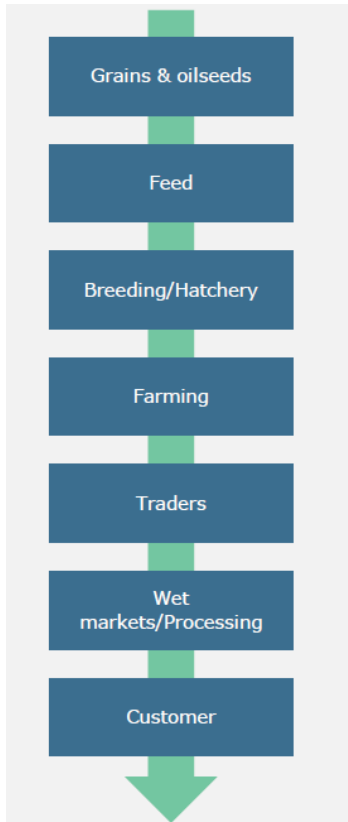 Grains & oilseeds
Feed
Breeding/Hatchery
Farming
Traders
Wet
markets/Processing
Customer